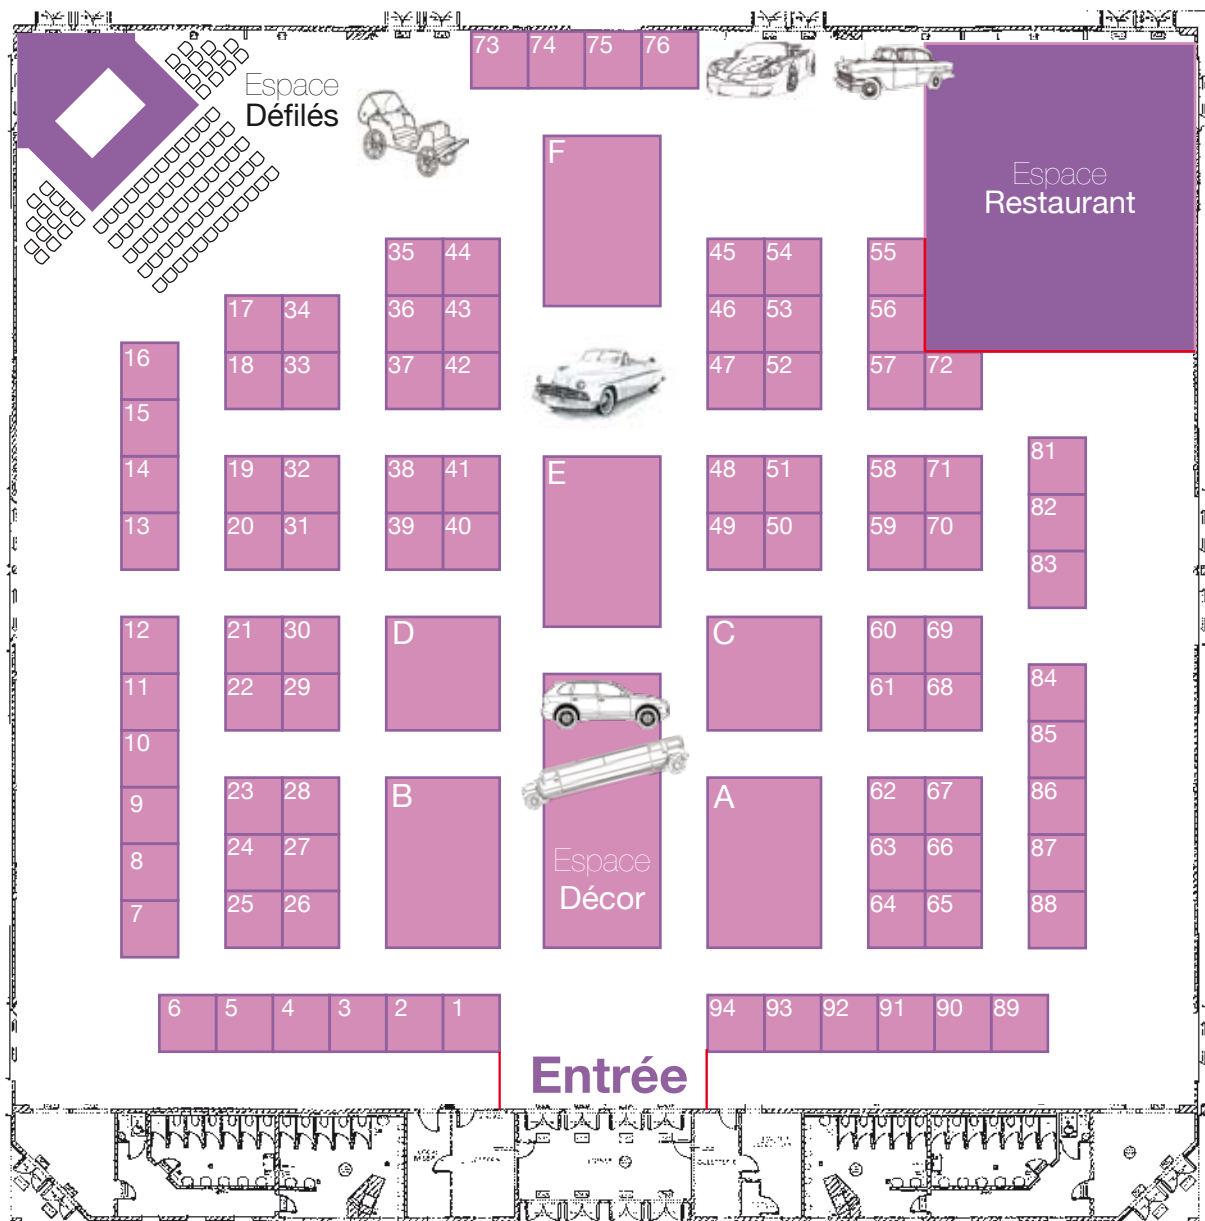 73 74 75 76
Espace
Défilés
F
Espace
Restaurant
35 44 45 54 55
17 34 36 43 46 53 56
16 18 33 37 42 47 52 57 72
15
14 19 32 38 41 E 48 51 58 71 81
13 20 31 39 40 49 50 59 70 82
83
12 21 30 D C 60 69
11 22 29 61 68 84
10 85
9 23 28 B A 62 67 86
8 24 27 63 66 87
Espace
Décor
7 25 26 64 65 88
6 5 4 3 2 1 94 93 92 91 90 89
Entrée